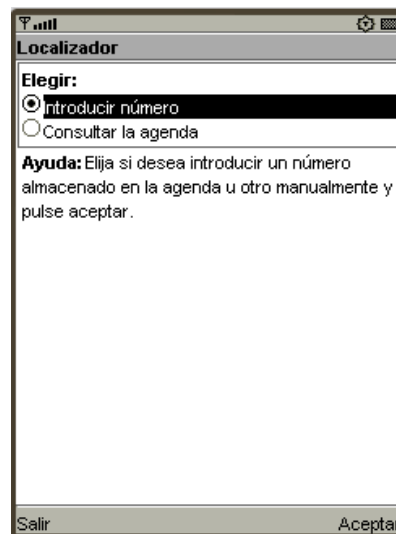 Localizador
Elegir:
Introducir número
Consultar la agenda
Ayuda: Elija si desea introducir un número
almacenado en la agenda u otro manualmente y
pulse aceptar.
Salir
Aceptar